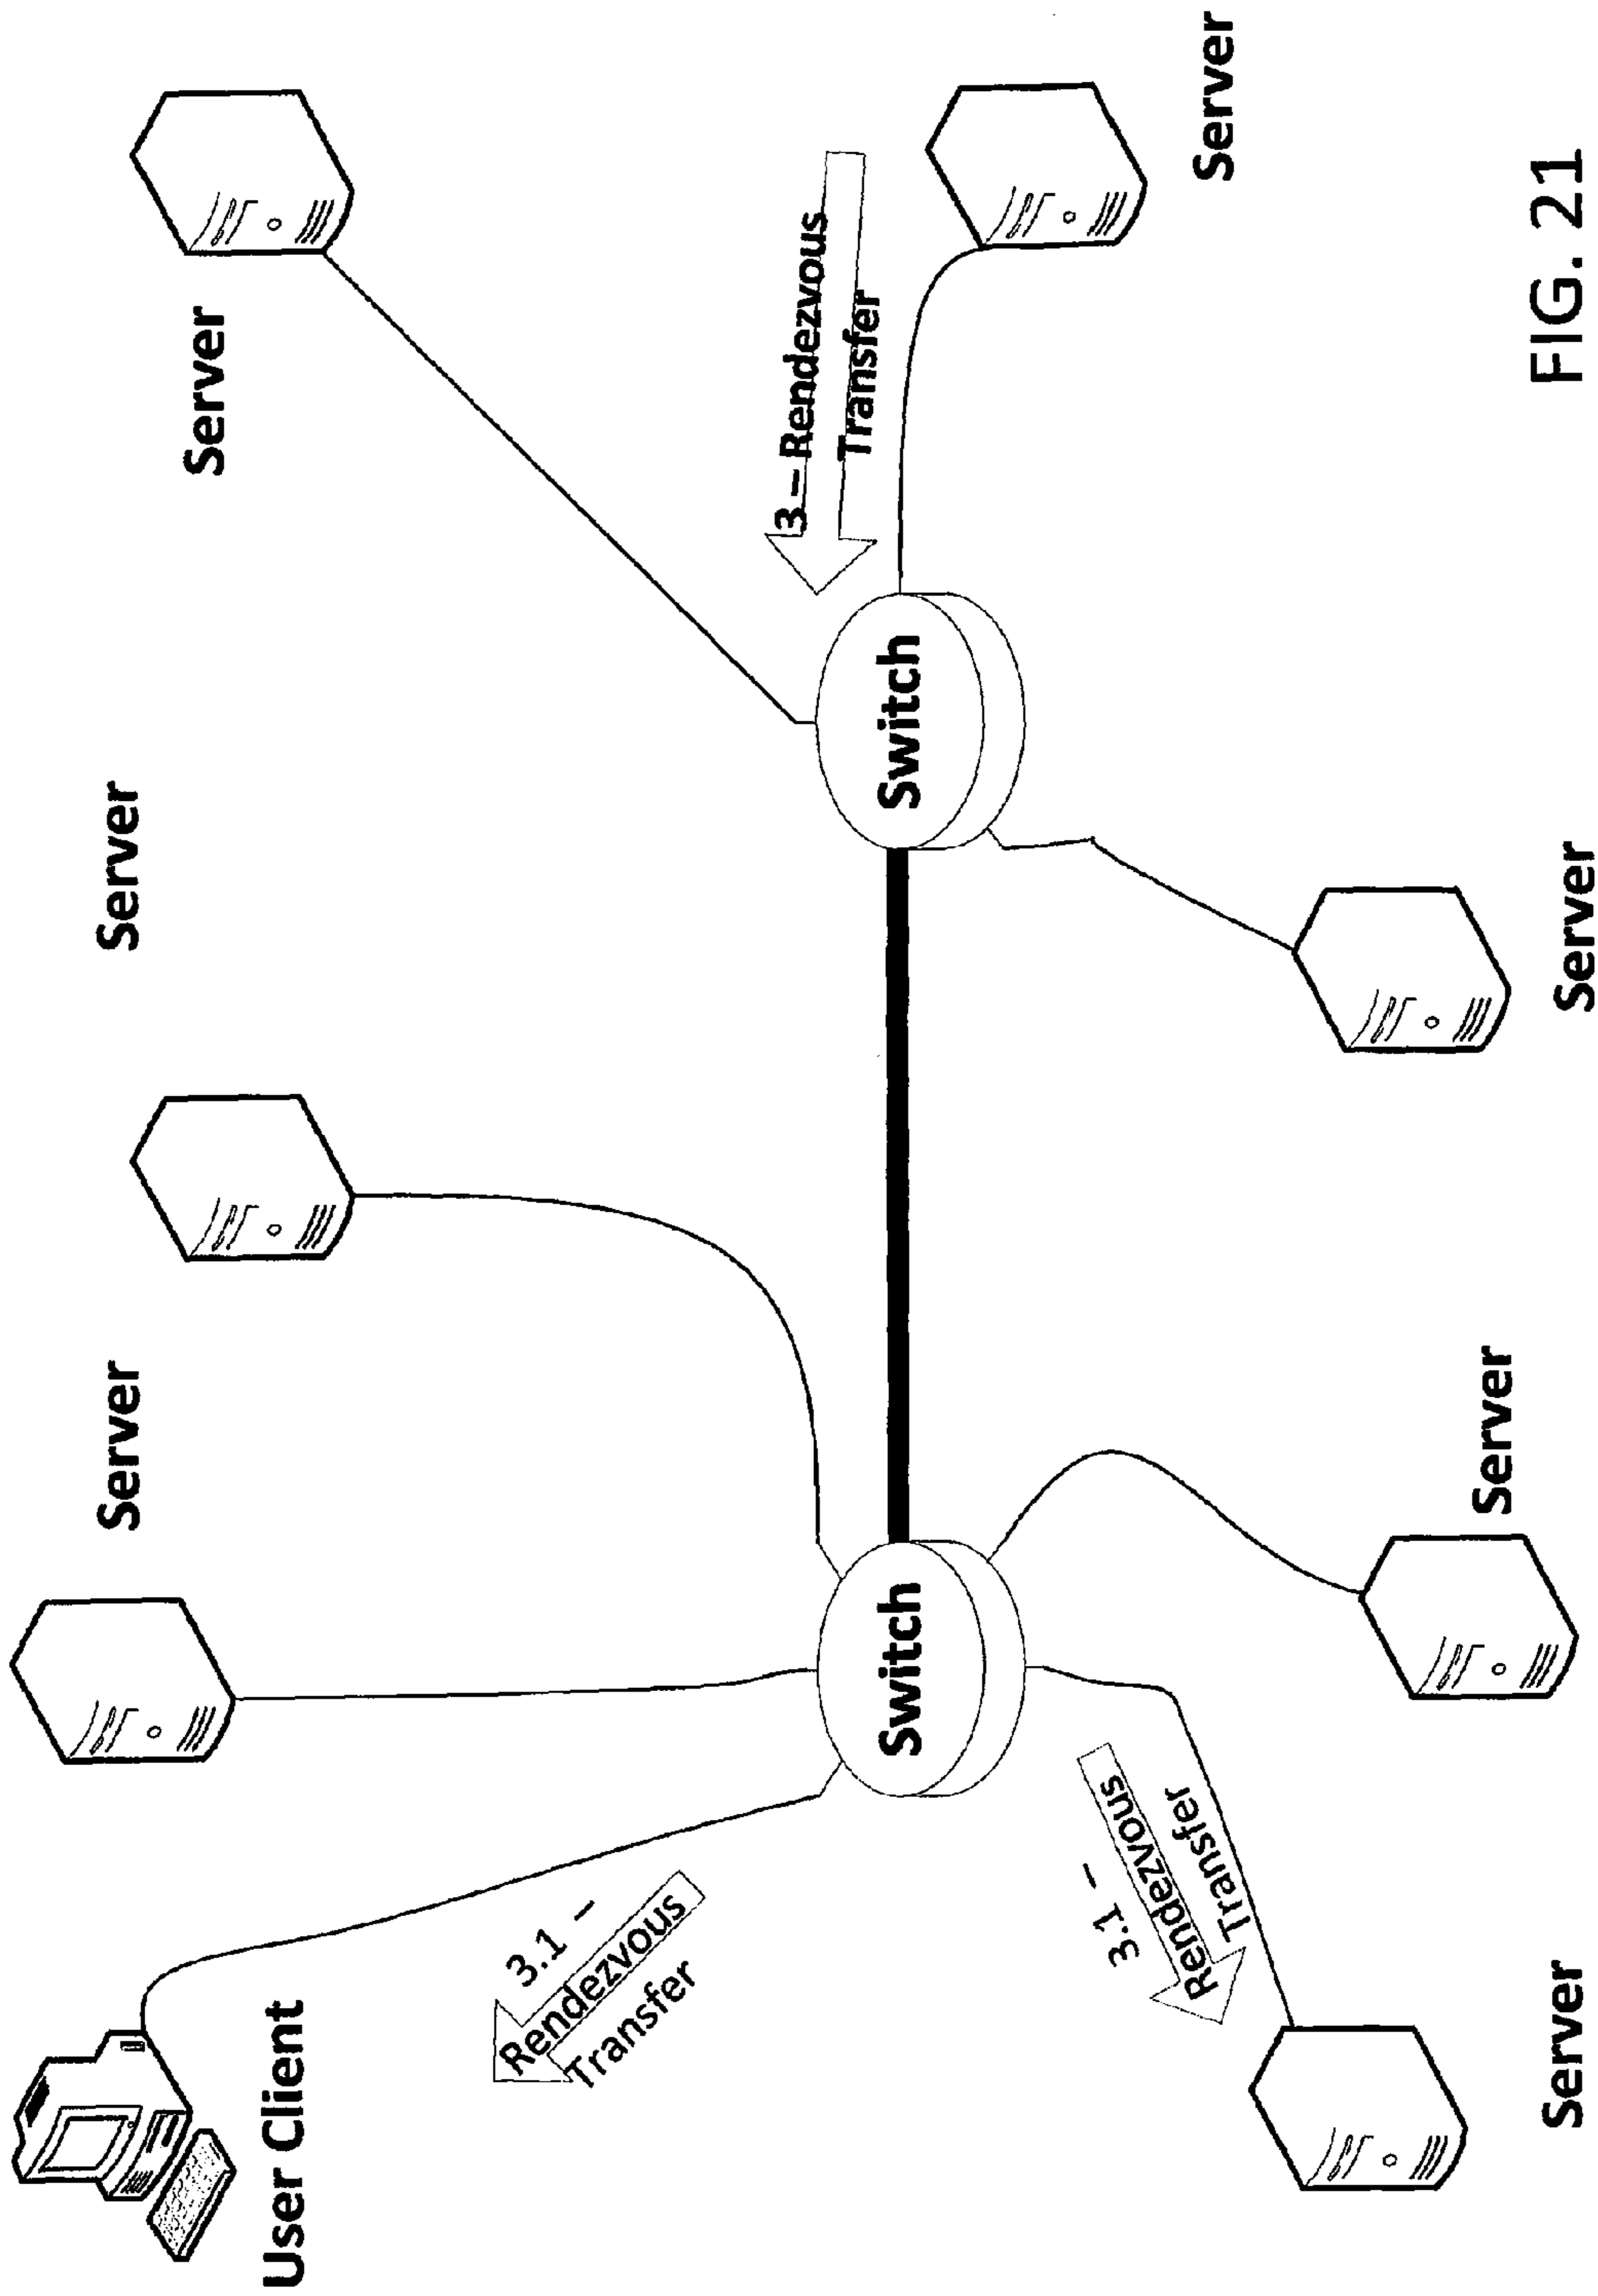 User Client
Server
Server
Server
3.1 –
Rendezvous
Transfer
3 – Rendezvous
Transfer
Switch
Switch
3.1 –
Rendezvous
Transfer
Server
Server
Server
Server
FIG. 21